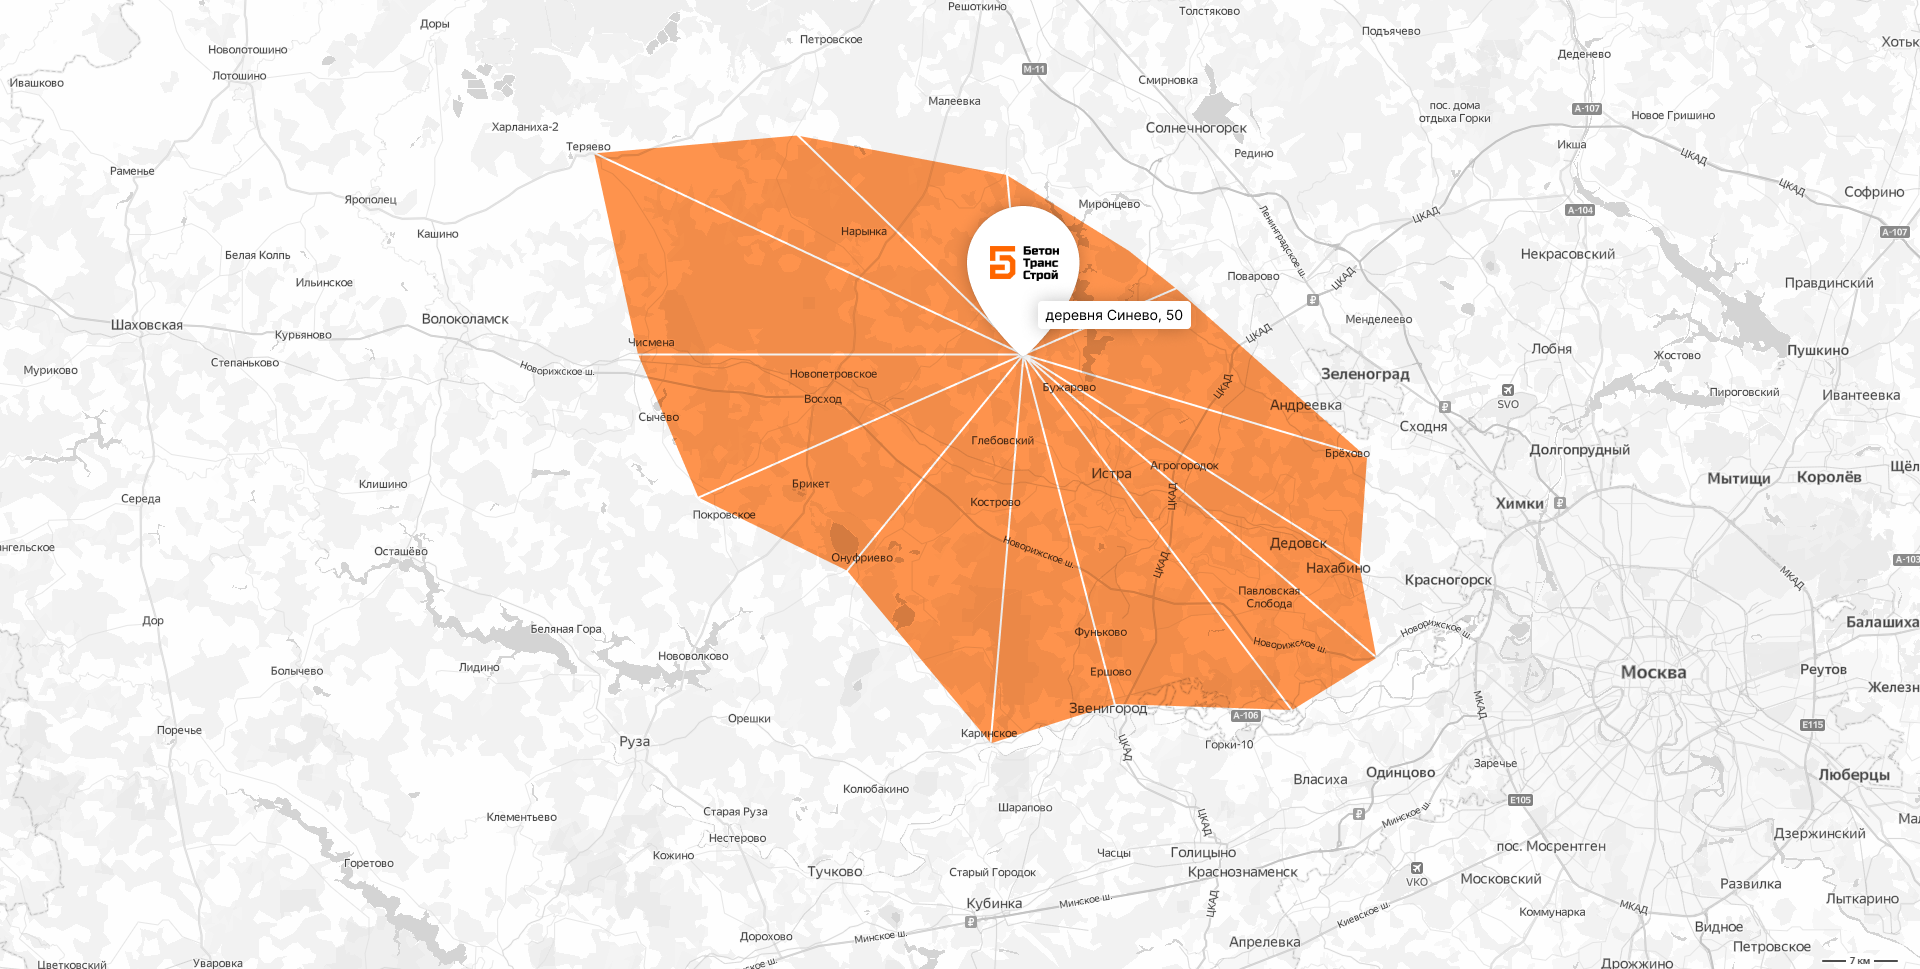 Решоткино
Толстяково
Доры
Подъячево
Петровское
Хотьк
Новолотошино
Деденево
М-11
Лотошино
Смирновка
Ивашково
Малеевка
пос. дома
отдыха Горки
А-107
Новое Гришино
Харланиха-2
Солнечногорск
Теряево
Икша
Редино
ЦКАД
Раменье
ЦКАД
Софрино
Ярополец
Миронцево
А-104
ЦКАД
Нарынка
Кашино
Ленинградское ш.
А-107
Белая Колпь
Бетон
Транс
Строй
Некрасовский
Поварово
ЦКАД
Ильинское
Правдинский
деревня Синево, 50
Шаховская
Волоколамск
Менделеево
Курьяново
ЦКАД
Чисмена
Лобня
Пушкино
Жостово
Степаньково
Муриково
Новорижское ш.
Новопетровское
Зеленоград
Бужарово
ЦКАД
SVO
Пироговский
Ивантеевка
Восход
Андреевка
Сычёво
Сходня
Глебовский
Долгопрудный
Брёхово
Агрогородок
Щёл
Истра
Мытищи
Королёв
Клишино
Брикет
ЦКАД
Середа
Кострово
Химки
Покровское
нгельское
Осташёво
Новорижское ш.
Дедовск
Онуфриево
ЦКАД
А-103
Нахабино
МКАД
Красногорск
Павловская
Слобода
Дор
Беляная Гора
Фуньково
Новорижское ш.
Балашиха
Новорижское ш.
Нововолково
Лидино
Болычево
Ершово
Москва
Реутов
Железн
МКАД
Звенигород
Орешки
А-106
Е115
Поречье
Каринское
Руза
ЦКАД
Горки-10
Заречье
Власиха
Одинцово
Люберцы
Колюбакино
Е105
Старая Руза
Шарапово
Минское ш.
Клементьево
ЦКАД
Мал
Нестерово
Дзержинский
Кожино
Часцы
Голицыно
пос. Мосрентген
Горетово
Тучково
Старый Городок
Краснознаменск
VKO
Московский
Развилка
Кубинка
Минское ш.
ЦКАД
Лыткарино
МКАД
Коммунарка
Киевское ш.
Видное
Дорохово
Минское ш.
Апрелевка
Петровское
Цветковский
Уваровка
ское ш.
Дрожжино
7 км